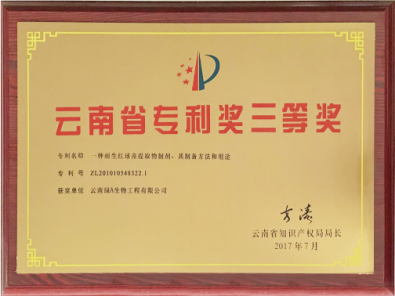 云南省专利奖三等奖
专利名称 一种雨生红球藻提取物制剂，其制备方法和用途
专 利 号 ZL201010548322.1
获奖单位 云南绿A生物工程有限公司
云南省知识产权局局长
2017年7月